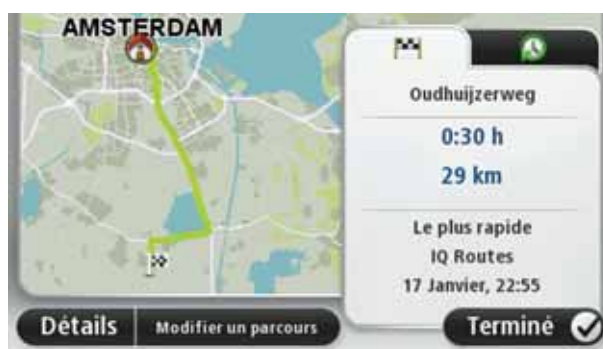 AMSTERDAM
Oudhuijzerweg
0:30 h
29 km
Le plus rapide
IQ Routes
17 Janvier, 22:55
Détails
Modifier un parcours
Terminé